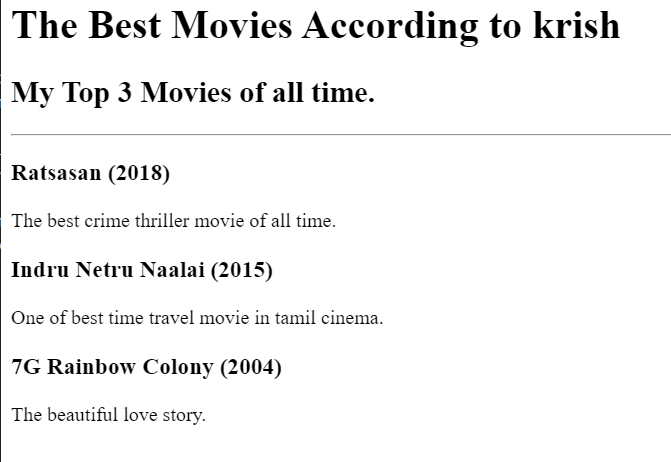 The Best Movies According to krish
My Top 3 Movies of all time.
Ratsasan (2018)
The best crime thriller movie of all time.
Indru Netru Naalai (2015)
One of best time travel movie in tamil cinema.
7G Rainbow Colony (2004)
The beautiful love story.